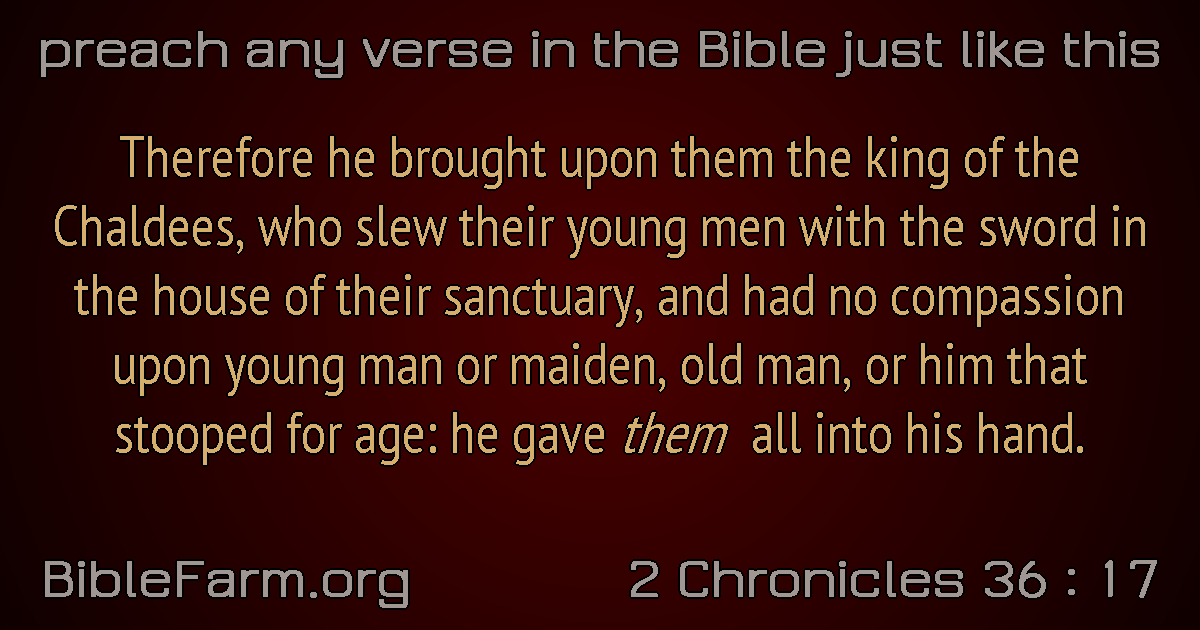 preach any verse in the Bible just like this
Therefore he brought upon them the king of the
Chaldees, who slew their young men with the sword in
the house of their sanctuary, and had no compassion
upon young man or maiden, old man, or him that
stooped for age: he gave them all into his hand.
BibleFarm.org
2 Chronicles 36 : 17